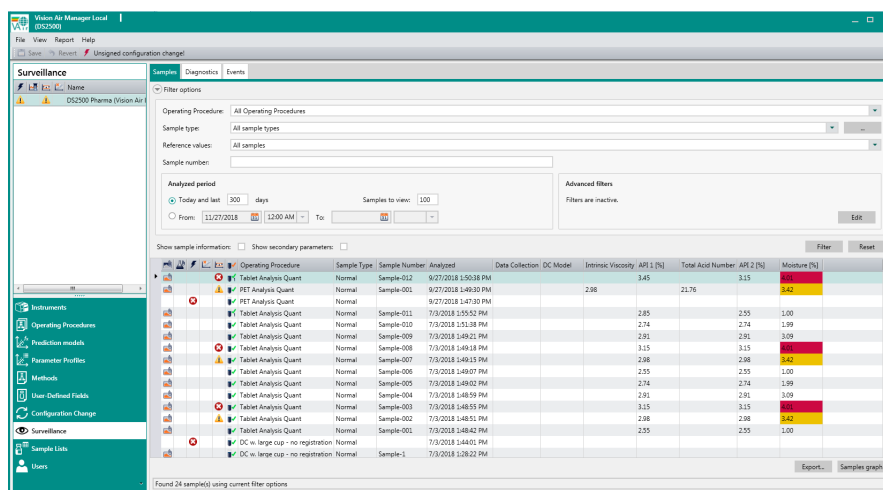 Vision Air Manager Local
(DS2500)
File View Report Help
Save Revert Unsigned configuration change!
Surveillance
Name
DS2500 Pharma (Vision Air
Samples Diagnostics Events
Filter options
Operating Procedure: All Operating Procedures
Sample type: All sample types ...
Reference values: All samples
Sample number:
Analyzed period
Today and last 300 days Samples to view: 100
From: 11/27/2018 12:00 AM To:
Advanced filters
Filters are inactive.
Edit
Show sample information: Show secondary parameters: Filter Reset
Operating Procedure Sample Type Sample Number Analyzed Data Collection DC Model Intrinsic Viscosity API 1 [%] Total Acid Number API 2 [%] Moisture [%]
Tablet Analysis Quant Normal Sample-012 9/27/2018 1:50:38 PM 3.45 3.15 4.01
PET Analysis Quant Normal Sample-001 9/27/2018 1:49:30 PM 2.98 21.76 3.42
PET Analysis Quant Normal 9/27/2018 1:47:30 PM
Tablet Analysis Quant Normal Sample-011 7/3/2018 1:55:52 PM 2.85 2.55 1.00
Tablet Analysis Quant Normal Sample-010 7/3/2018 1:51:38 PM 2.74 2.74 1.99
Tablet Analysis Quant Normal Sample-009 7/3/2018 1:49:21 PM 2.91 2.91 3.09
Tablet Analysis Quant Normal Sample-008 7/3/2018 1:49:18 PM 3.15 3.15 4.01
Tablet Analysis Quant Normal Sample-007 7/3/2018 1:49:15 PM 2.98 2.98 3.42
Tablet Analysis Quant Normal Sample-006 7/3/2018 1:49:07 PM 2.55 2.55 1.00
Tablet Analysis Quant Normal Sample-005 7/3/2018 1:49:02 PM 2.74 2.74 1.99
Tablet Analysis Quant Normal Sample-004 7/3/2018 1:48:59 PM 2.91 2.91 3.09
Tablet Analysis Quant Normal Sample-003 7/3/2018 1:48:55 PM 3.15 3.15 4.01
Tablet Analysis Quant Normal Sample-002 7/3/2018 1:48:51 PM 2.98 2.98 3.42
Tablet Analysis Quant Normal Sample-001 7/3/2018 1:48:42 PM 2.55 2.55 1.00
DC w. large cup - no registration Normal 7/3/2018 1:44:01 PM
DC w. large cup - no registration Normal Sample-1 7/3/2018 1:28:22 PM
Instruments
Operating Procedures
Prediction models
Parameter Profiles
Methods
User-Defined Fields
Configuration Change
Surveillance
Sample Lists
Users
Export... Samples graph
Found 24 sample(s) using current filter options